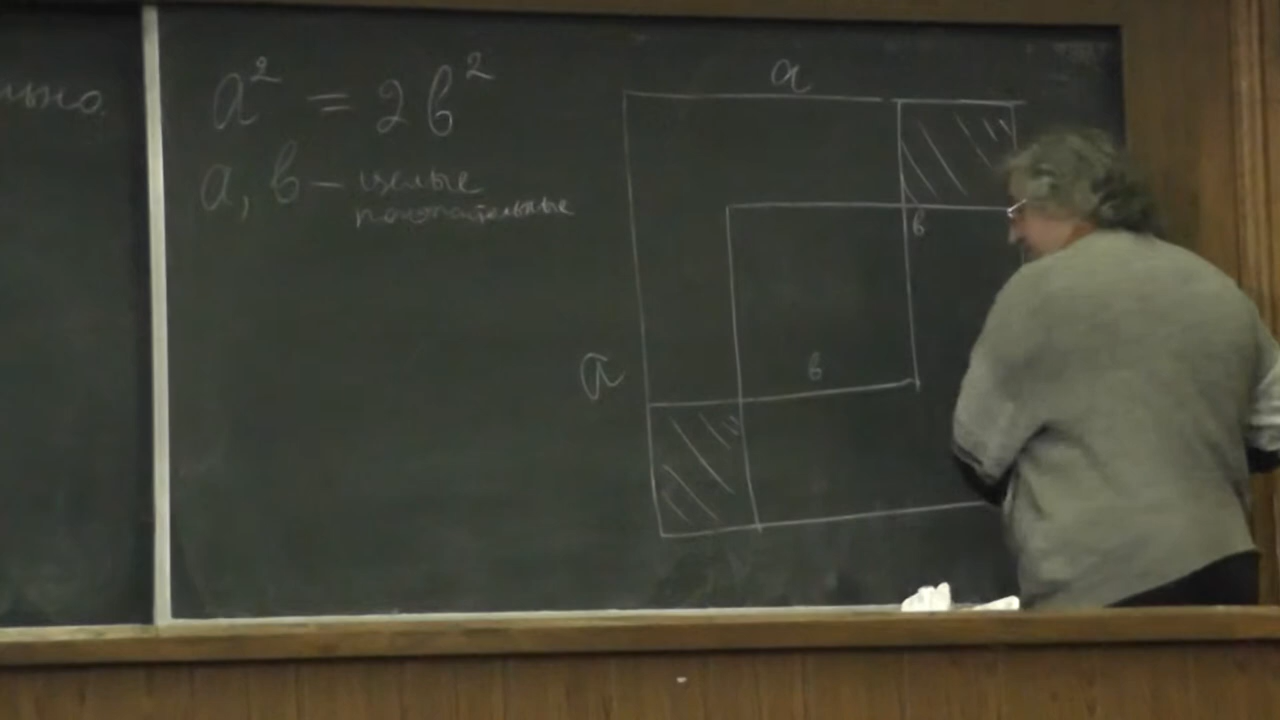 a² = 2b²
a, b – целые
положительные
a
b
a
b